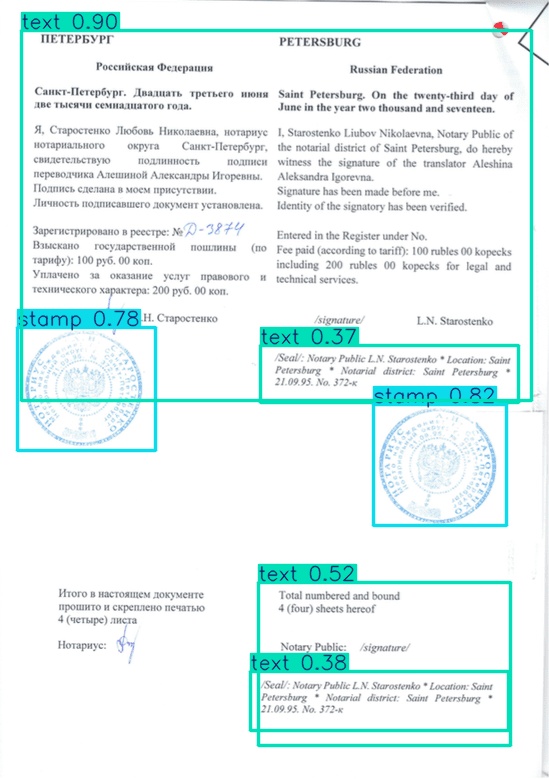 text 0.90
ПЕТЕРБУРГ
Российская Федерация
Санкт-Петербург. Двадцать третьего июня
две тысячи семнадцатого года.
Я, Старостенко Любовь Николаевна, нотариус
нотариального округа Санкт-Петербург,
свидетельствую подлинность подписи
переводчика Алешиной Александры Игоревны.
Подпись сделана в моем присутствии.
Личность подписавшего документ установлена.
Зарегистрировано в реестре: № Д-3874
Взыскано государственной пошлины (по
тарифу): 100 руб. 00 коп.
Уплачено за оказание услуг правового и
технического характера: 200 руб. 00 коп.
.Н. Старостенко
PETERSBURG
Russian Federation
Saint Petersburg. On the twenty-third day of
June in the year two thousand and seventeen.
I, Starostenko Liubov Nikolaevna, Notary Public of
the notarial district of Saint Petersburg, do hereby
witness the signature of the translator Aleshina
Aleksandra Igorevna.
Signature has been made before me.
Identity of the signatory has been verified.
Entered in the Register under No.
Fee paid (according to tariff): 100 rubles 00 kopecks
including 200 rubles 00 kopecks for legal and
technical services.
/signature/ L.N. Starostenko
stamp 0.78
text 0.37
/Seal/: Notary Public L.N. Starostenko * Location: Saint
Petersburg * Notarial district: Saint Petersburg *
21.09.95. No. 372-к
stamp 0.82
НОТАРИУС Л.Н. СТАРОСТЕНКО
text 0.52
Итого в настоящем документе
прошито и скреплено печатью
4 (четыре) листа
Нотариус:
Total numbered and bound
4 (four) sheets hereof
Notary Public: /signature/
text 0.38
/Seal/: Notary Public L.N. Starostenko * Location: Saint
Petersburg * Notarial district: Saint Petersburg *
21.09.95. No. 372-к